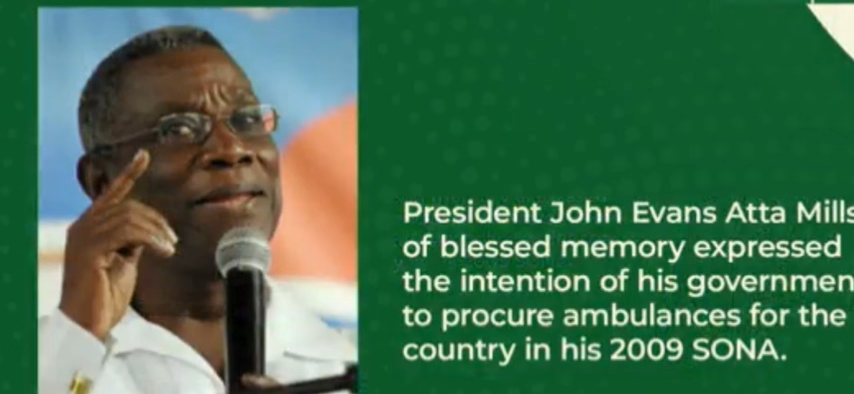 President John Evans Atta Mills
of blessed memory expressed
the intention of his governmen
to procure ambulances for the
country in his 2009 SONA.